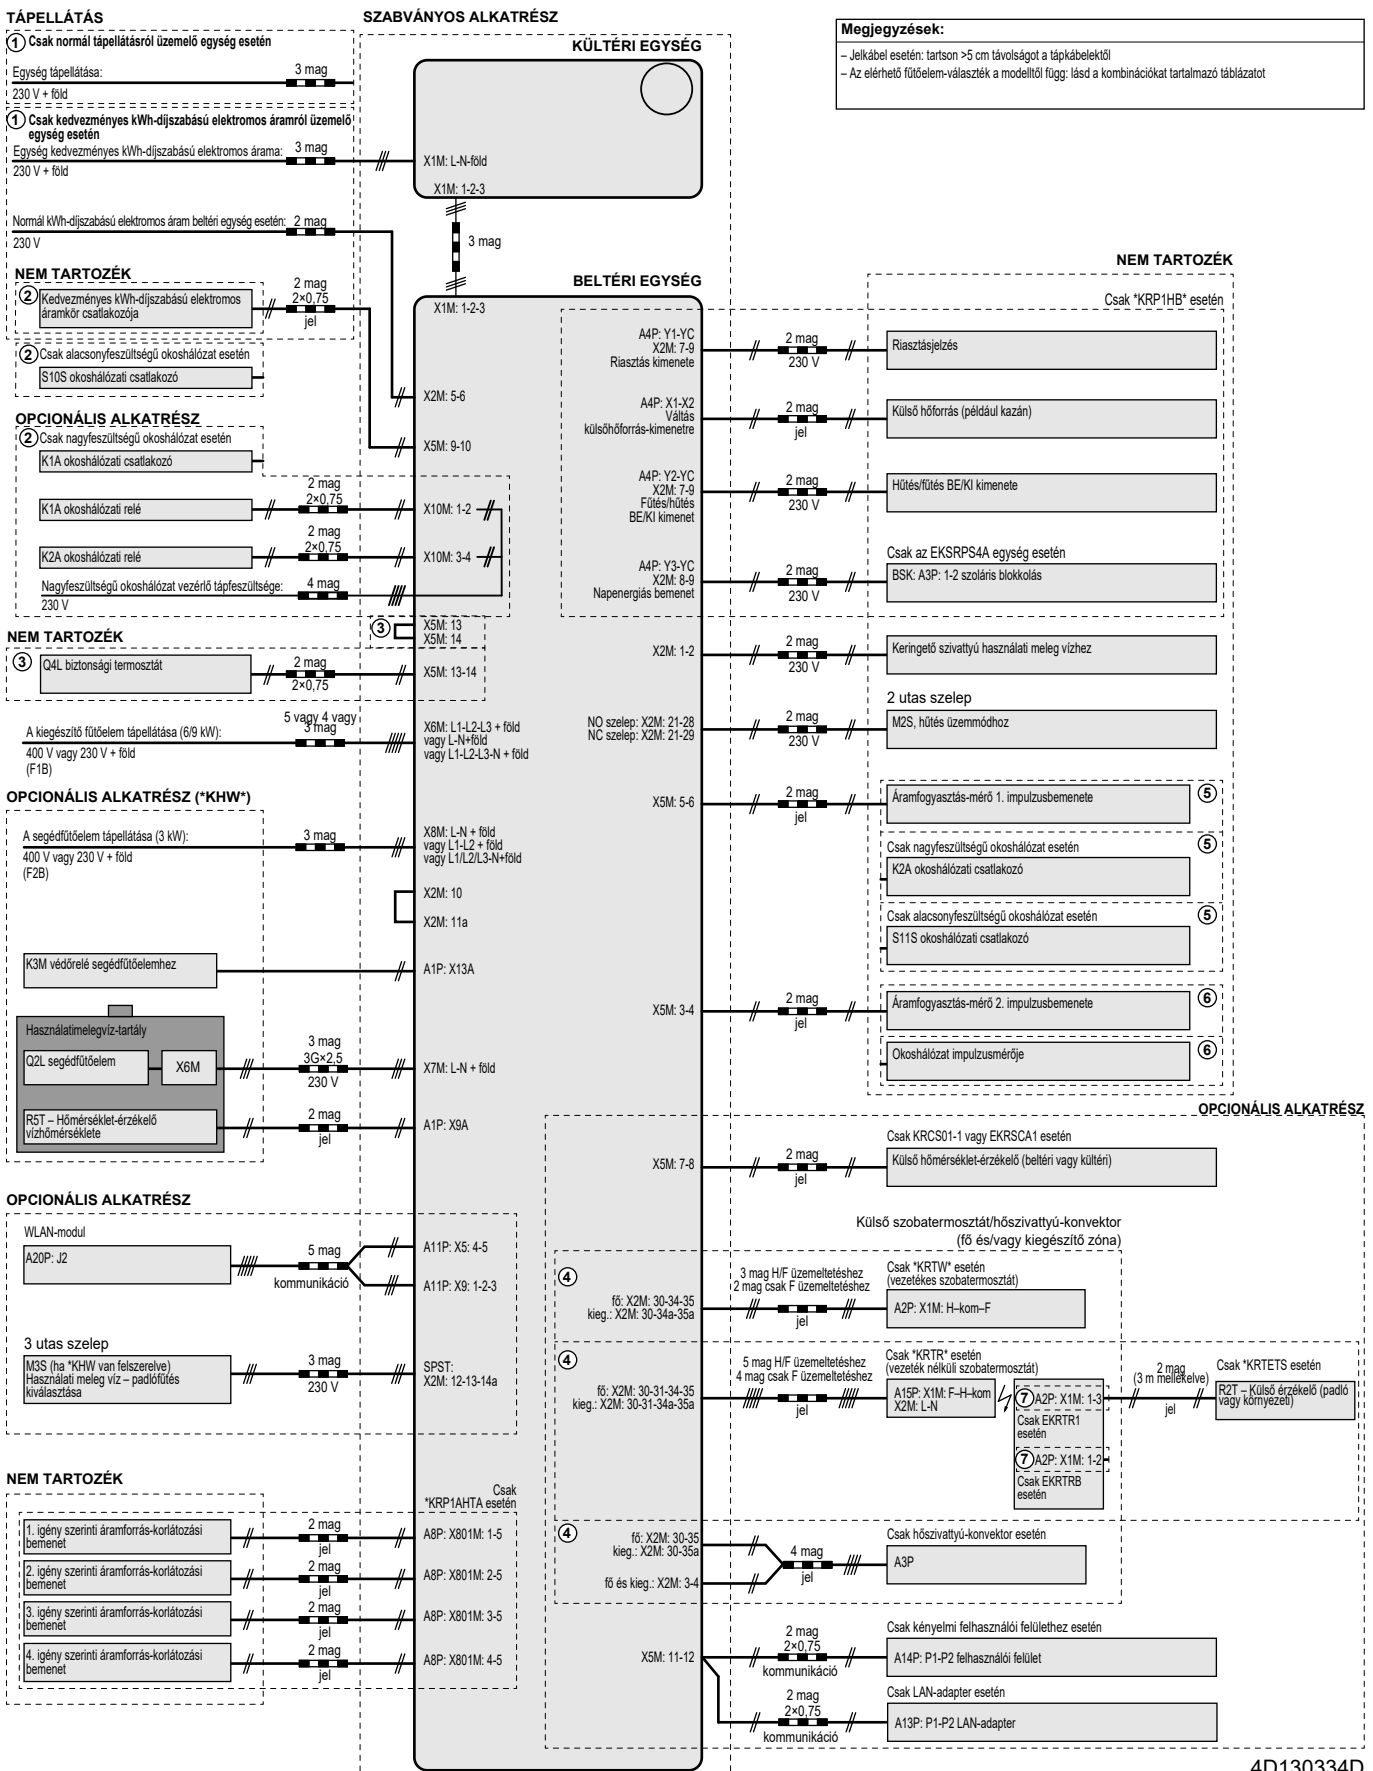 TÁPELLÁTÁS
① Csak normál tápellátásról üzemelő egység esetén
Egység tápellátása:
3 mag
230 V + föld
① Csak kedvezményes kWh-díjszabású elektromos áramról üzemelő
egység esetén
Egység kedvezményes kWh-díjszabású elektromos árama:
3 mag
230 V + föld
Normál kWh-díjszabású elektromos áram beltéri egység esetén:
2 mag
230 V
NEM TARTOZÉK
② Kedvezményes kWh-díjszabású elektromos
áramkör csatlakozója
2 mag
2×0,75
jel
② Csak alacsonyfeszültségű okoshálózat esetén
S10S okoshálózati csatlakozó
OPCIONÁLIS ALKATRÉSZ
② Csak nagyfeszültségű okoshálózat esetén
K1A okoshálózati csatlakozó
K1A okoshálózati relé
2 mag
2×0,75
K2A okoshálózati relé
2 mag
2×0,75
Nagyfeszültségű okoshálózat vezérlő tápfeszültsége:
4 mag
230 V
NEM TARTOZÉK
③ Q4L biztonsági termosztát
2 mag
2×0,75
A kiegészítő fűtőelem tápellátása (6/9 kW):
5 vagy 4 vagy
3 mag
400 V vagy 230 V + föld
(F1B)
OPCIONÁLIS ALKATRÉSZ (*KHW*)
A segédfűtőelem tápellátása (3 kW):
3 mag
400 V vagy 230 V + föld
(F2B)
K3M védőrelé segédfűtőelemhez
Használatimelegvíz-tartály
Q2L segédfűtőelem
X6M
3 mag
3G×2,5
230 V
R5T – Hőmérséklet-érzékelő
vízhőmérséklete
2 mag
jel
OPCIONÁLIS ALKATRÉSZ
WLAN-modul
A20P: J2
5 mag
kommunikáció
3 utas szelep
M3S (ha *KHW van felszerelve)
Használati meleg víz – padlófűtés
kiválasztása
3 mag
230 V
NEM TARTOZÉK
1. igény szerinti áramforrás-korlátozási
bemenet
2 mag
jel
2. igény szerinti áramforrás-korlátozási
bemenet
2 mag
jel
3. igény szerinti áramforrás-korlátozási
bemenet
2 mag
jel
4. igény szerinti áramforrás-korlátozási
bemenet
2 mag
jel
SZABVÁNYOS ALKATRÉSZ
KÜLTÉRI EGYSÉG
X1M: L-N-föld
X1M: 1-2-3
3 mag
BELTÉRI EGYSÉG
X1M: 1-2-3
X2M: 5-6
X5M: 9-10
X10M: 1-2
X10M: 3-4
③
X5M: 13
X5M: 14
X5M: 13-14
X6M: L1-L2-L3 + föld
vagy L-N+föld
vagy L1-L2-L3-N + föld
X8M: L-N + föld
vagy L1-L2 + föld
vagy L1/L2/L3-N+föld
X2M: 10
X2M: 11a
A1P: X13A
X7M: L-N + föld
A1P: X9A
A11P: X5: 4-5
A11P: X9: 1-2-3
SPST:
X2M: 12-13-14a
Csak
*KRP1AHTA esetén
A8P: X801M: 1-5
A8P: X801M: 2-5
A8P: X801M: 3-5
A8P: X801M: 4-5
Megjegyzések:
– Jelkábel esetén: tartson >5 cm távolságot a tápkábelektől
– Az elérhető fűtőelem-választék a modelltől függ: lásd a kombinációkat tartalmazó táblázatot
NEM TARTOZÉK
Csak *KRP1HB* esetén
A4P: Y1-YC
X2M: 7-9
Riasztás kimenete
2 mag
230 V
Riasztásjelzés
A4P: X1-X2
Váltás
külsőhőforrás-kimenetre
2 mag
jel
Külső hőforrás (például kazán)
A4P: Y2-YC
X2M: 7-9
Fűtés/hűtés
BE/KI kimenet
2 mag
230 V
Hűtés/fűtés BE/KI kimenete
Csak az EKSRPS4A egység esetén
A4P: Y3-YC
X2M: 8-9
Napenergiás bemenet
2 mag
230 V
BSK: A3P: 1-2 szoláris blokkolás
X2M: 1-2
2 mag
230 V
Keringető szivattyú használati meleg vízhez
2 utas szelep
NO szelep: X2M: 21-28
NC szelep: X2M: 21-29
2 mag
230 V
M2S, hűtés üzemmódhoz
X5M: 5-6
2 mag
jel
Áramfogyasztás-mérő 1. impulzusbemenete
⑤
Csak nagyfeszültségű okoshálózat esetén
⑤
K2A okoshálózati csatlakozó
Csak alacsonyfeszültségű okoshálózat esetén
⑤
S11S okoshálózati csatlakozó
X5M: 3-4
2 mag
jel
Áramfogyasztás-mérő 2. impulzusbemenete
⑥
Okoshálózat impulzusmérője
⑥
OPCIONÁLIS ALKATRÉSZ
Csak KRCS01-1 vagy EKRSCA1 esetén
X5M: 7-8
2 mag
jel
Külső hőmérséklet-érzékelő (beltéri vagy kültéri)
Külső szobatermosztát/hőszivattyú-konvektor
(fő és/vagy kiegészítő zóna)
④
fő: X2M: 30-34-35
kieg.: X2M: 30-34a-35a
3 mag H/F üzemeltetéshez
2 mag csak F üzemeltetéshez
jel
Csak *KRTW* esetén
(vezetékes szobatermosztát)
A2P: X1M: H–kom–F
④
fő: X2M: 30-31-34-35
kieg.: X2M: 30-31-34a-35a
5 mag H/F üzemeltetéshez
4 mag csak F üzemeltetéshez
jel
Csak *KRTR* esetén
(vezeték nélküli szobatermosztát)
A15P: X1M: F–H–kom
X2M: L-N
⑦ A2P: X1M: 1-3
Csak EKRTR1
esetén
⑦ A2P: X1M: 1-2
Csak EKRTRB
esetén
2 mag
(3 m mellékelve)
jel
Csak *KRTETS esetén
R2T – Külső érzékelő (padló
vagy környezeti)
④
fő: X2M: 30-35
kieg.: X2M: 30-35a
fő és kieg.: X2M: 3-4
4 mag
jel
Csak hőszivattyú-konvektor esetén
A3P
X5M: 11-12
2 mag
2×0,75
kommunikáció
Csak kényelmi felhasználói felülethez esetén
A14P: P1-P2 felhasználói felület
2 mag
2×0,75
kommunikáció
Csak LAN-adapter esetén
A13P: P1-P2 LAN-adapter
4D130334D